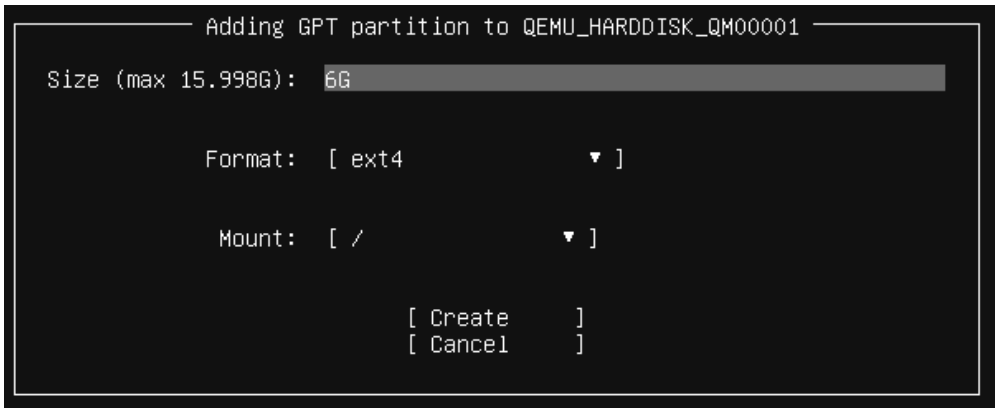 Adding GPT partition to QEMU_HARDDISK_QM00001
Size (max 15.998G): 6G
Format: [ ext4 ▾ ]
Mount: [ / ▾ ]
[ Create ]
[ Cancel ]